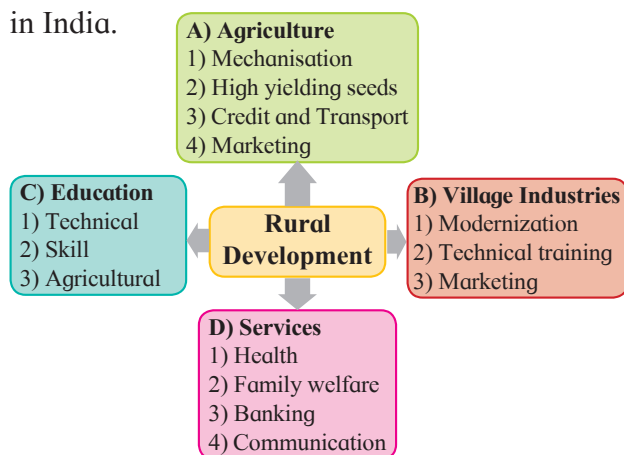 in India.
A) Agriculture
1) Mechanisation
2) High yielding seeds
3) Credit and Transport
4) Marketing
C) Education
1) Technical
2) Skill
3) Agricultural
Rural
Development
B) Village Industries
1) Modernization
2) Technical training
3) Marketing
D) Services
1) Health
2) Family welfare
3) Banking
4) Communication